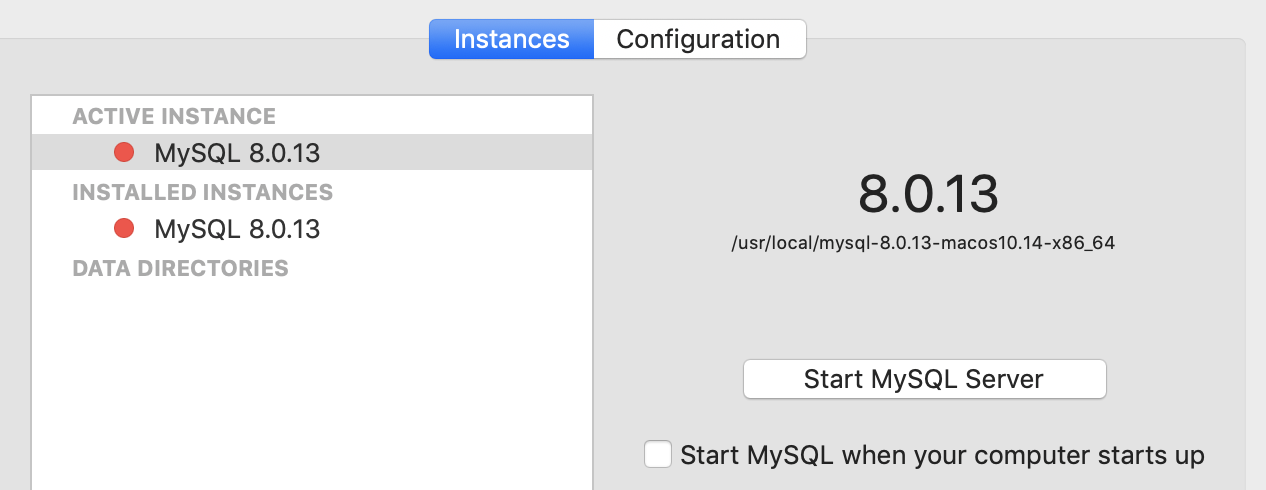 Instances Configuration
ACTIVE INSTANCE
MySQL 8.0.13
INSTALLED INSTANCES
MySQL 8.0.13
DATA DIRECTORIES
8.0.13
/usr/local/mysql-8.0.13-macos10.14-x86_64
Start MySQL Server
Start MySQL when your computer starts up